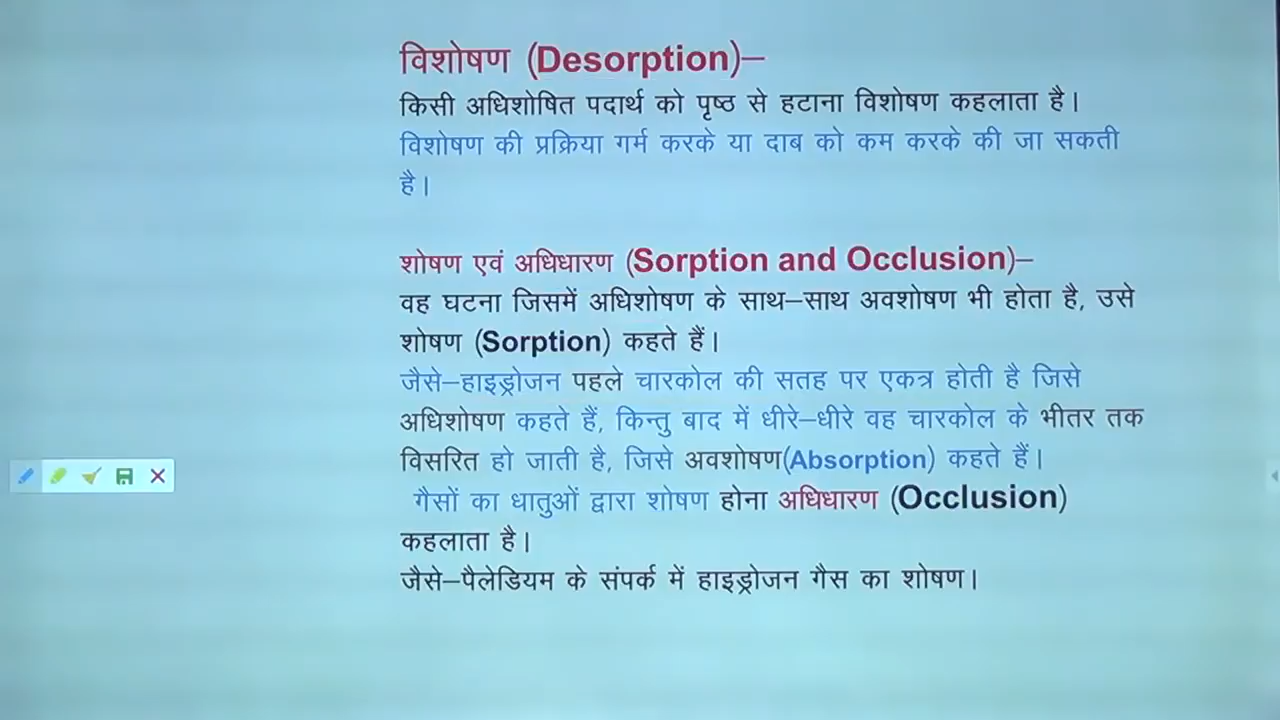 विशोषण (Desorption)–
किसी अधिशोषित पदार्थ को पृष्ठ से हटाना विशोषण कहलाता है।
विशोषण की प्रक्रिया गर्म करके या दाब को कम करके की जा सकती
है।
शोषण एवं अधिधारण (Sorption and Occlusion)–
वह घटना जिसमें अधिशोषण के साथ–साथ अवशोषण भी होता है, उसे
शोषण (Sorption) कहते हैं।
जैसे–हाइड्रोजन पहले चारकोल की सतह पर एकत्र होती है जिसे
अधिशोषण कहते हैं, किन्तु बाद में धीरे–धीरे वह चारकोल के भीतर तक
विसरित हो जाती है, जिसे अवशोषण(Absorption) कहते हैं।
गैसों का धातुओं द्वारा शोषण होना अधिधारण (Occlusion)
कहलाता है।
जैसे–पैलेडियम के संपर्क में हाइड्रोजन गैस का शोषण।